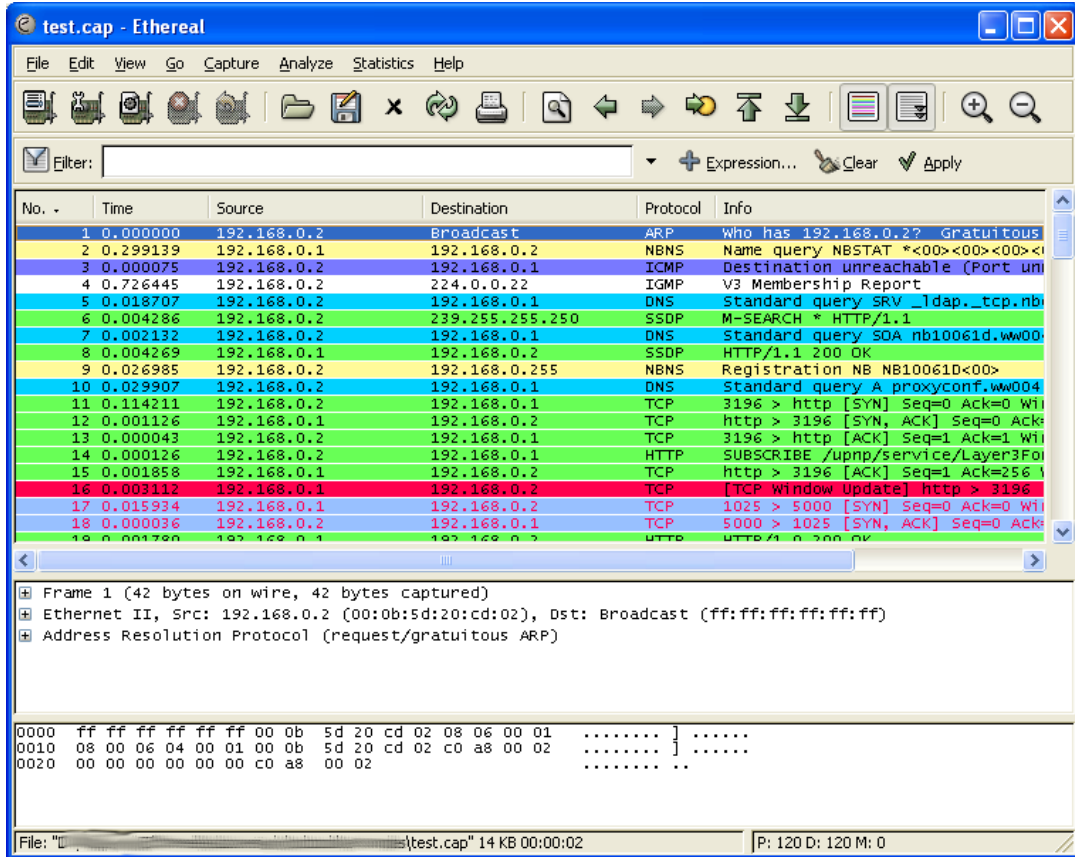 test.cap - Ethereal
File Edit View Go Capture Analyze Statistics Help
Filter: Expression... Clear Apply
No. Time Source Destination Protocol Info
1 0.000000 192.168.0.2 Broadcast ARP Who has 192.168.0.2? Gratuitous
2 0.299139 192.168.0.1 192.168.0.2 NBNS Name query NBSTAT *<00><00><00><
3 0.000075 192.168.0.2 192.168.0.1 ICMP Destination unreachable (Port un
4 0.726445 192.168.0.2 224.0.0.22 IGMP V3 Membership Report
5 0.018707 192.168.0.2 192.168.0.1 DNS Standard query SRV _ldap._tcp.nb
6 0.004286 192.168.0.2 239.255.255.250 SSDP M-SEARCH * HTTP/1.1
7 0.002132 192.168.0.2 192.168.0.1 DNS Standard query SOA nb10061d.ww00
8 0.004269 192.168.0.1 192.168.0.2 SSDP HTTP/1.1 200 OK
9 0.026985 192.168.0.2 192.168.0.255 NBNS Registration NB NB10061D<00>
10 0.029907 192.168.0.2 192.168.0.1 DNS Standard query A proxyconf.ww004
11 0.114211 192.168.0.2 192.168.0.1 TCP 3196 > http [SYN] Seq=0 Ack=0 Wi
12 0.001126 192.168.0.1 192.168.0.2 TCP http > 3196 [SYN, ACK] Seq=0 Ack=
13 0.000043 192.168.0.2 192.168.0.1 TCP 3196 > http [ACK] Seq=1 Ack=1 Wi
14 0.000126 192.168.0.2 192.168.0.1 HTTP SUBSCRIBE /upnp/service/Layer3Fo
15 0.001858 192.168.0.1 192.168.0.2 TCP http > 3196 [ACK] Seq=1 Ack=256
16 0.003112 192.168.0.1 192.168.0.2 TCP [TCP Window Update] http > 3196
17 0.015934 192.168.0.1 192.168.0.2 TCP 1025 > 5000 [SYN] Seq=0 Ack=0 Wi
18 0.000036 192.168.0.2 192.168.0.1 TCP 5000 > 1025 [SYN, ACK] Seq=0 Ack=
19 0.001780 192.168.0.1 192.168.0.2 HTTP HTTP/1.0 200 OK
Frame 1 (42 bytes on wire, 42 bytes captured)
Ethernet II, Src: 192.168.0.2 (00:0b:5d:20:cd:02), Dst: Broadcast (ff:ff:ff:ff:ff:ff)
Address Resolution Protocol (request/gratuitous ARP)
0000 ff ff ff ff ff ff 00 0b 5d 20 cd 02 08 06 00 01 ........ ] ......
0010 08 00 06 04 00 01 00 0b 5d 20 cd 02 c0 a8 00 02 ........ ] ......
0020 00 00 00 00 00 00 c0 a8 00 02 ........ ..
File: "D \test.cap" 14 KB 00:00:02 P: 120 D: 120 M: 0